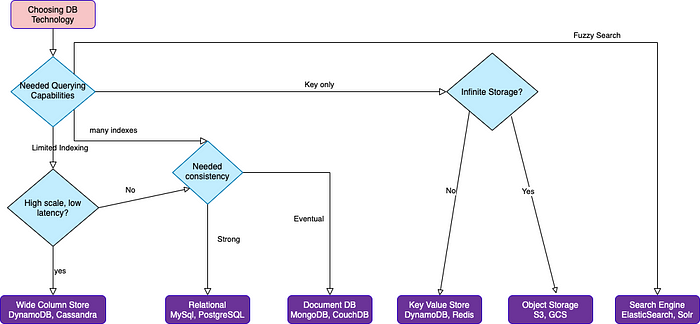 Choosing DB
Technology
Fuzzy Search
Needed Querying
Capabilities
Key only
Infinite Storage?
many indexes
Limited Indexing
Needed
consistency
High scale, low
latency?
No
No
Yes
Eventual
Strong
yes
Wide Column Store
DynamoDB, Cassandra
Relational
MySql, PostgreSQL
Document DB
MongoDB, CouchDB
Key Value Store
DynamoDB, Redis
Object Storage
S3, GCS
Search Engine
ElasticSearch, Solr